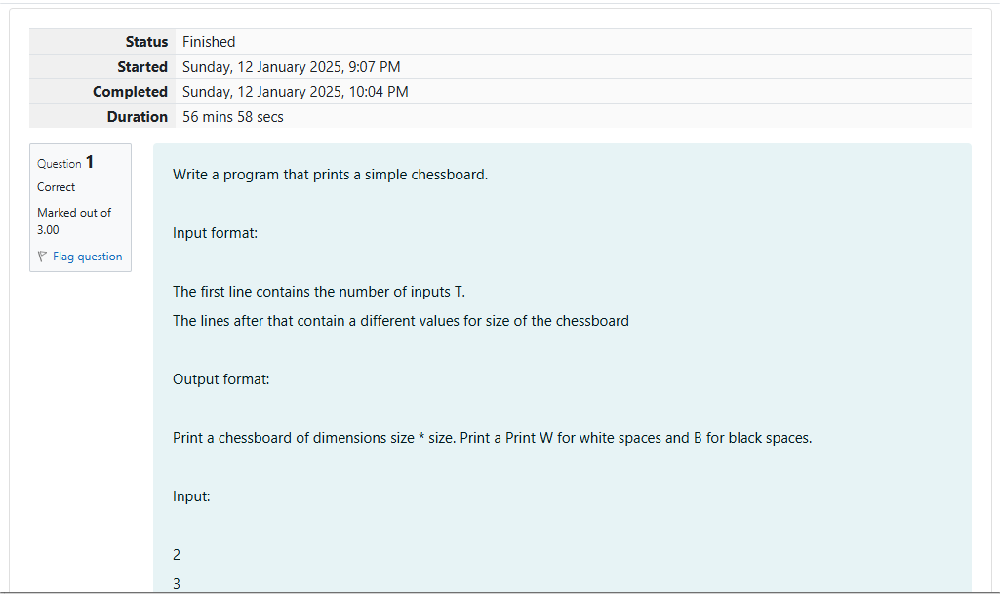 Status Finished
Started Sunday, 12 January 2025, 9:07 PM
Completed Sunday, 12 January 2025, 10:04 PM
Duration 56 mins 58 secs
Question 1
Correct
Marked out of
3.00
Flag question
Write a program that prints a simple chessboard.
Input format:
The first line contains the number of inputs T.
The lines after that contain a different values for size of the chessboard
Output format:
Print a chessboard of dimensions size * size. Print a Print W for white spaces and B for black spaces.
Input:
2
3